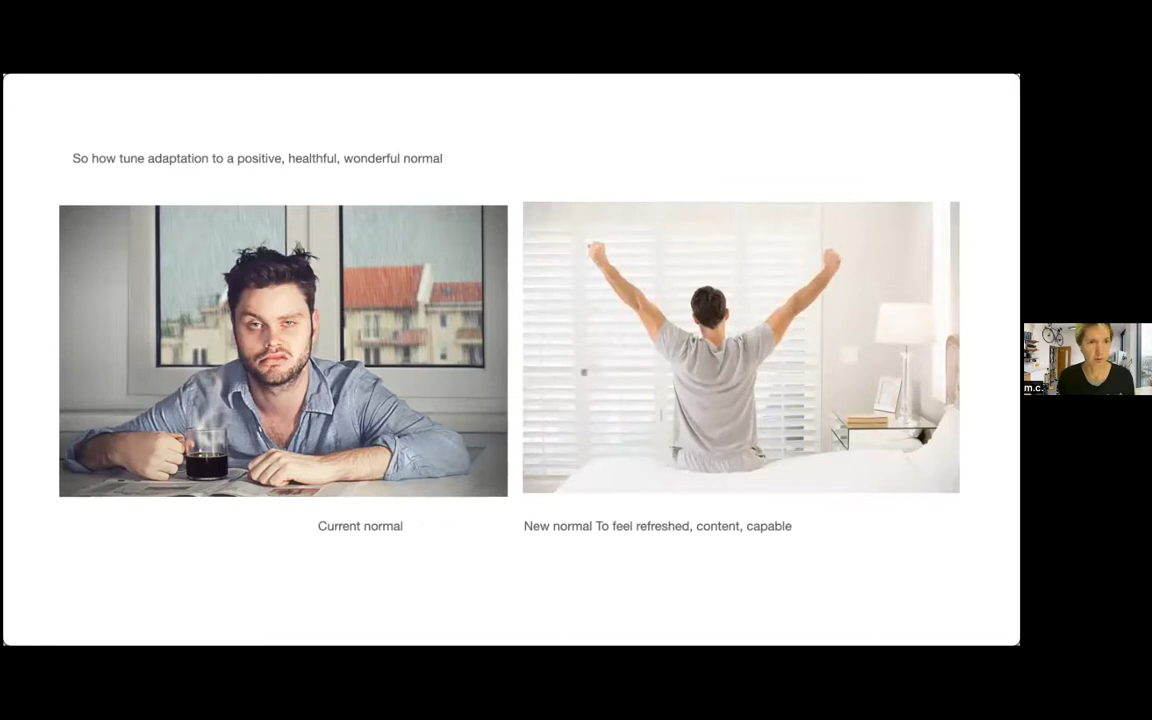 So how tune adaptation to a positive, healthful, wonderful normal
m.c.
Current normal
New normal To feel refreshed, content, capable